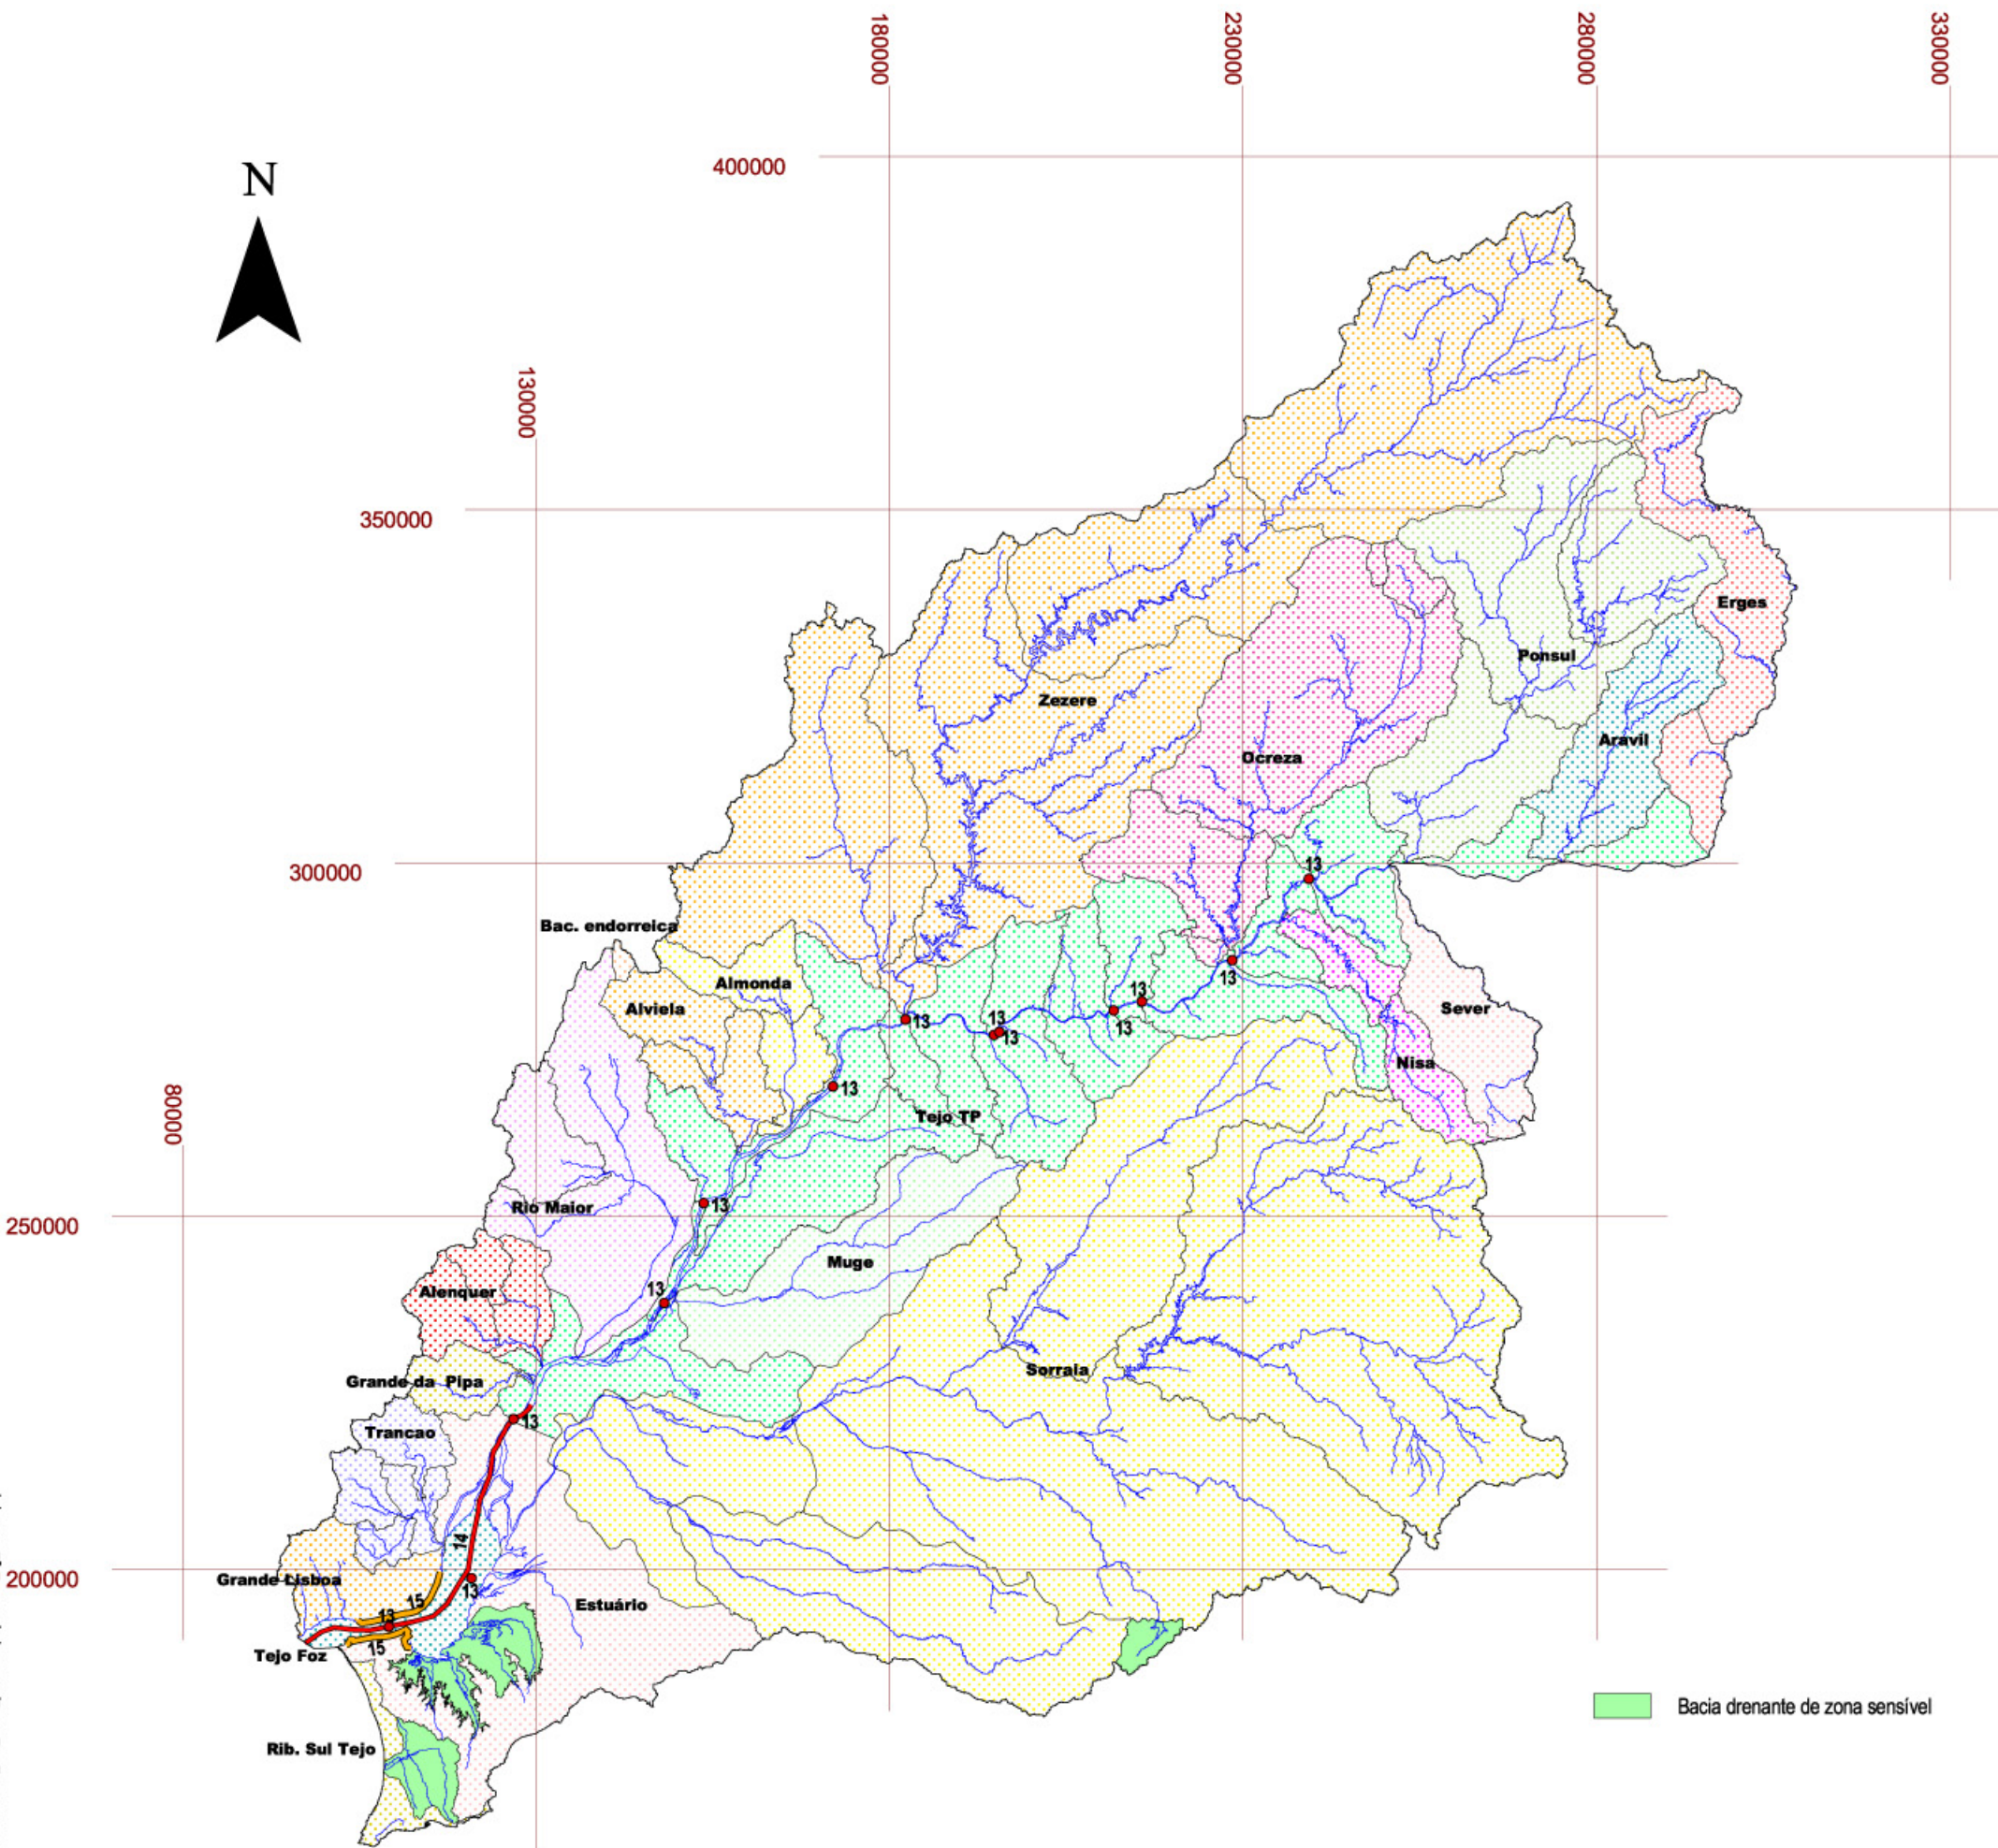 180000
230000
280000
330000
N
400000
130000
350000
Erges
Ponsul
Zezere
Aravil
Ocreza
300000
13
Bac. endorreica
Almonda
13
Alviela
13
Sever
13
13
13
13
13
Nisa
80000
13
Tejo TP
13
Rio Maior
250000
Muge
13
Alenquer
Sorraia
Grande da Pipa
13
Trancao
14
200000
Grande Lisboa
13
15
Estuário
13
15
Tejo Foz
Bacia drenante de zona sensível
Rib. Sul Tejo